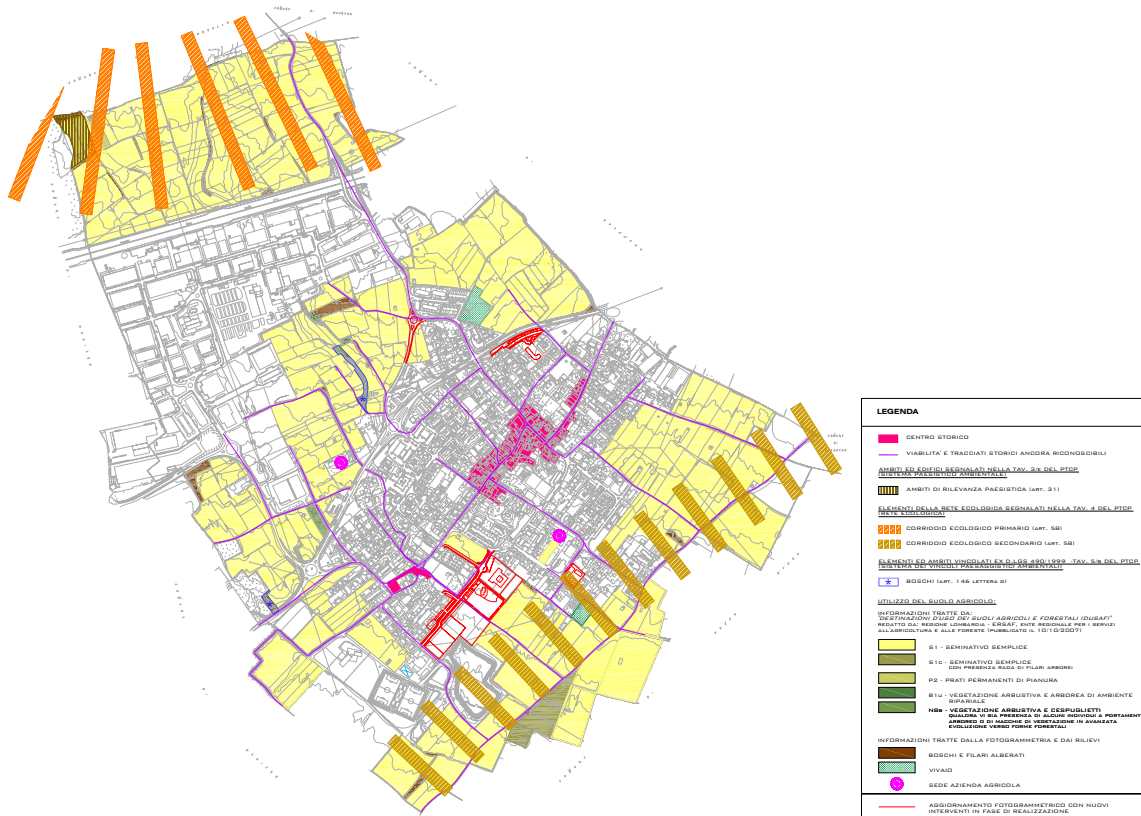 LEGENDA
CENTRO STORICO
VIABILITA' E TRACCIATI STORICI ANCORA RICONOSCIBILI
AMBITI ED EDIFICI SEGNALATI NELLA TAV. DEL PTCP
(SISTEMA PAESISTICO AMBIENTALE)
AMBITI DI RILEVANZA PAESISTICA (ART. 31)
ELEMENTI DELLA RETE ECOLOGICA SEGNALATI NELLA TAV. 4 DEL PTCP
(RETE ECOLOGICA)
CORRIDOIO ECOLOGICO PRIMARIO (ART. 58)
CORRIDOIO ECOLOGICO SECONDARIO (ART. 58)
ELEMENTI ED AMBITI VINCOLATI EX D.LGS 490/1999 -TAV. DEL PTCP
(SISTEMA DEI VINCOLI PAESAGGISTICI AMBIENTALI)
BOSCHI (ART. 146 LETTERA G)
UTILIZZO DEL SUOLO AGRICOLO:
INFORMAZIONI TRATTE DA:
"DESTINAZIONI D'USO DEI SUOLI AGRICOLI E FORESTALI (DUSAF)"
REDATTO DA: REGIONE LOMBARDIA - ERSAF, ENTE REGIONALE PER I SERVIZI
ALL'AGRICOLTURA E ALLE FORESTE (PUBBLICATO IL 10/10/2007)
S1 - SEMINATIVO SEMPLICE
S1c - SEMINATIVO SEMPLICE
CON PRESENZA RADA DI FILARI ARBOREI
P2 - PRATI PERMANENTI DI PIANURA
B1u - VEGETAZIONE ARBUSTIVA E ARBOREA DI AMBIENTE
RIPARIALE
N8a - VEGETAZIONE ARBUSTIVA E CESPUGLIETTI
QUALORA VI SIA PRESENZA DI ALCUNI INDIVIDUI A PORTAMENT
ARBOREO O DI MACCHIE DI VEGETAZIONE IN AVANZATA
EVOLUZIONE VERSO FORME FORESTALI
INFORMAZIONI TRATTE DALLA FOTOGRAMMETRIA E DAI RILIEVI
BOSCHI E FILARI ALBERATI
VIVAIO
SEDE AZIENDA AGRICOLA
AGGIORNAMENTO FOTOGRAMMETRICO CON NUOVI
INTERVENTI IN FASE DI REALIZZAZIONE